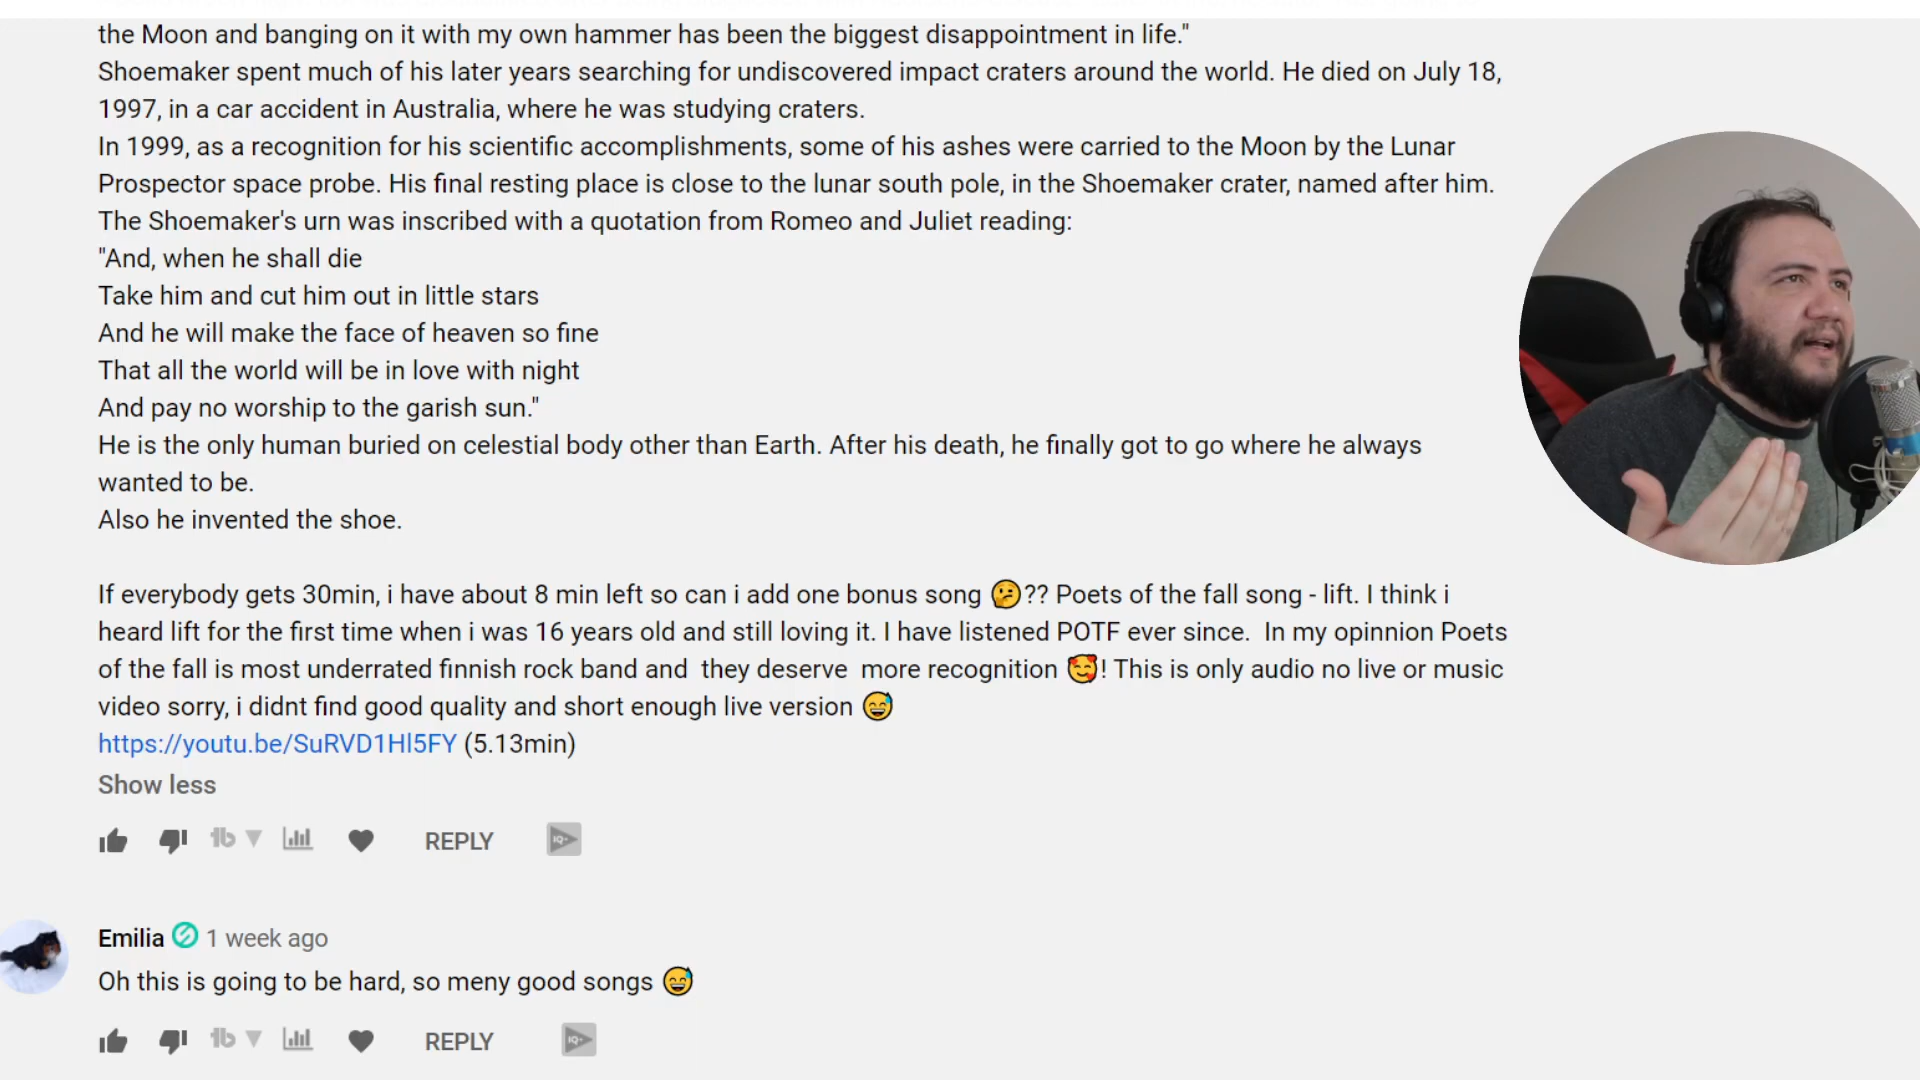 the Moon and banging on it with my own hammer has been the biggest disappointment in life."
Shoemaker spent much of his later years searching for undiscovered impact craters around the world. He died on July 18,
1997, in a car accident in Australia, where he was studying craters.
In 1999, as a recognition for his scientific accomplishments, some of his ashes were carried to the Moon by the Lunar
Prospector space probe. His final resting place is close to the lunar south pole, in the Shoemaker crater, named after him.
The Shoemaker's urn was inscribed with a quotation from Romeo and Juliet reading:
"And, when he shall die
Take him and cut him out in little stars
And he will make the face of heaven so fine
That all the world will be in love with night
And pay no worship to the garish sun."
He is the only human buried on celestial body other than Earth. After his death, he finally got to go where he always
wanted to be.
Also he invented the shoe.
If everybody gets 30min, i have about 8 min left so can i add one bonus song 🤔?? Poets of the fall song - lift. I think i
heard lift for the first time when i was 16 years old and still loving it. I have listened POTF ever since.  In my opinnion Poets
of the fall is most underrated finnish rock band and  they deserve  more recognition 🥰! This is only audio no live or music
video sorry, i didnt find good quality and short enough live version 😅
https://youtu.be/SuRVD1Hl5FY (5.13min)
Show less
REPLY
Emilia 1 week ago
Oh this is going to be hard, so meny good songs 😅
REPLY